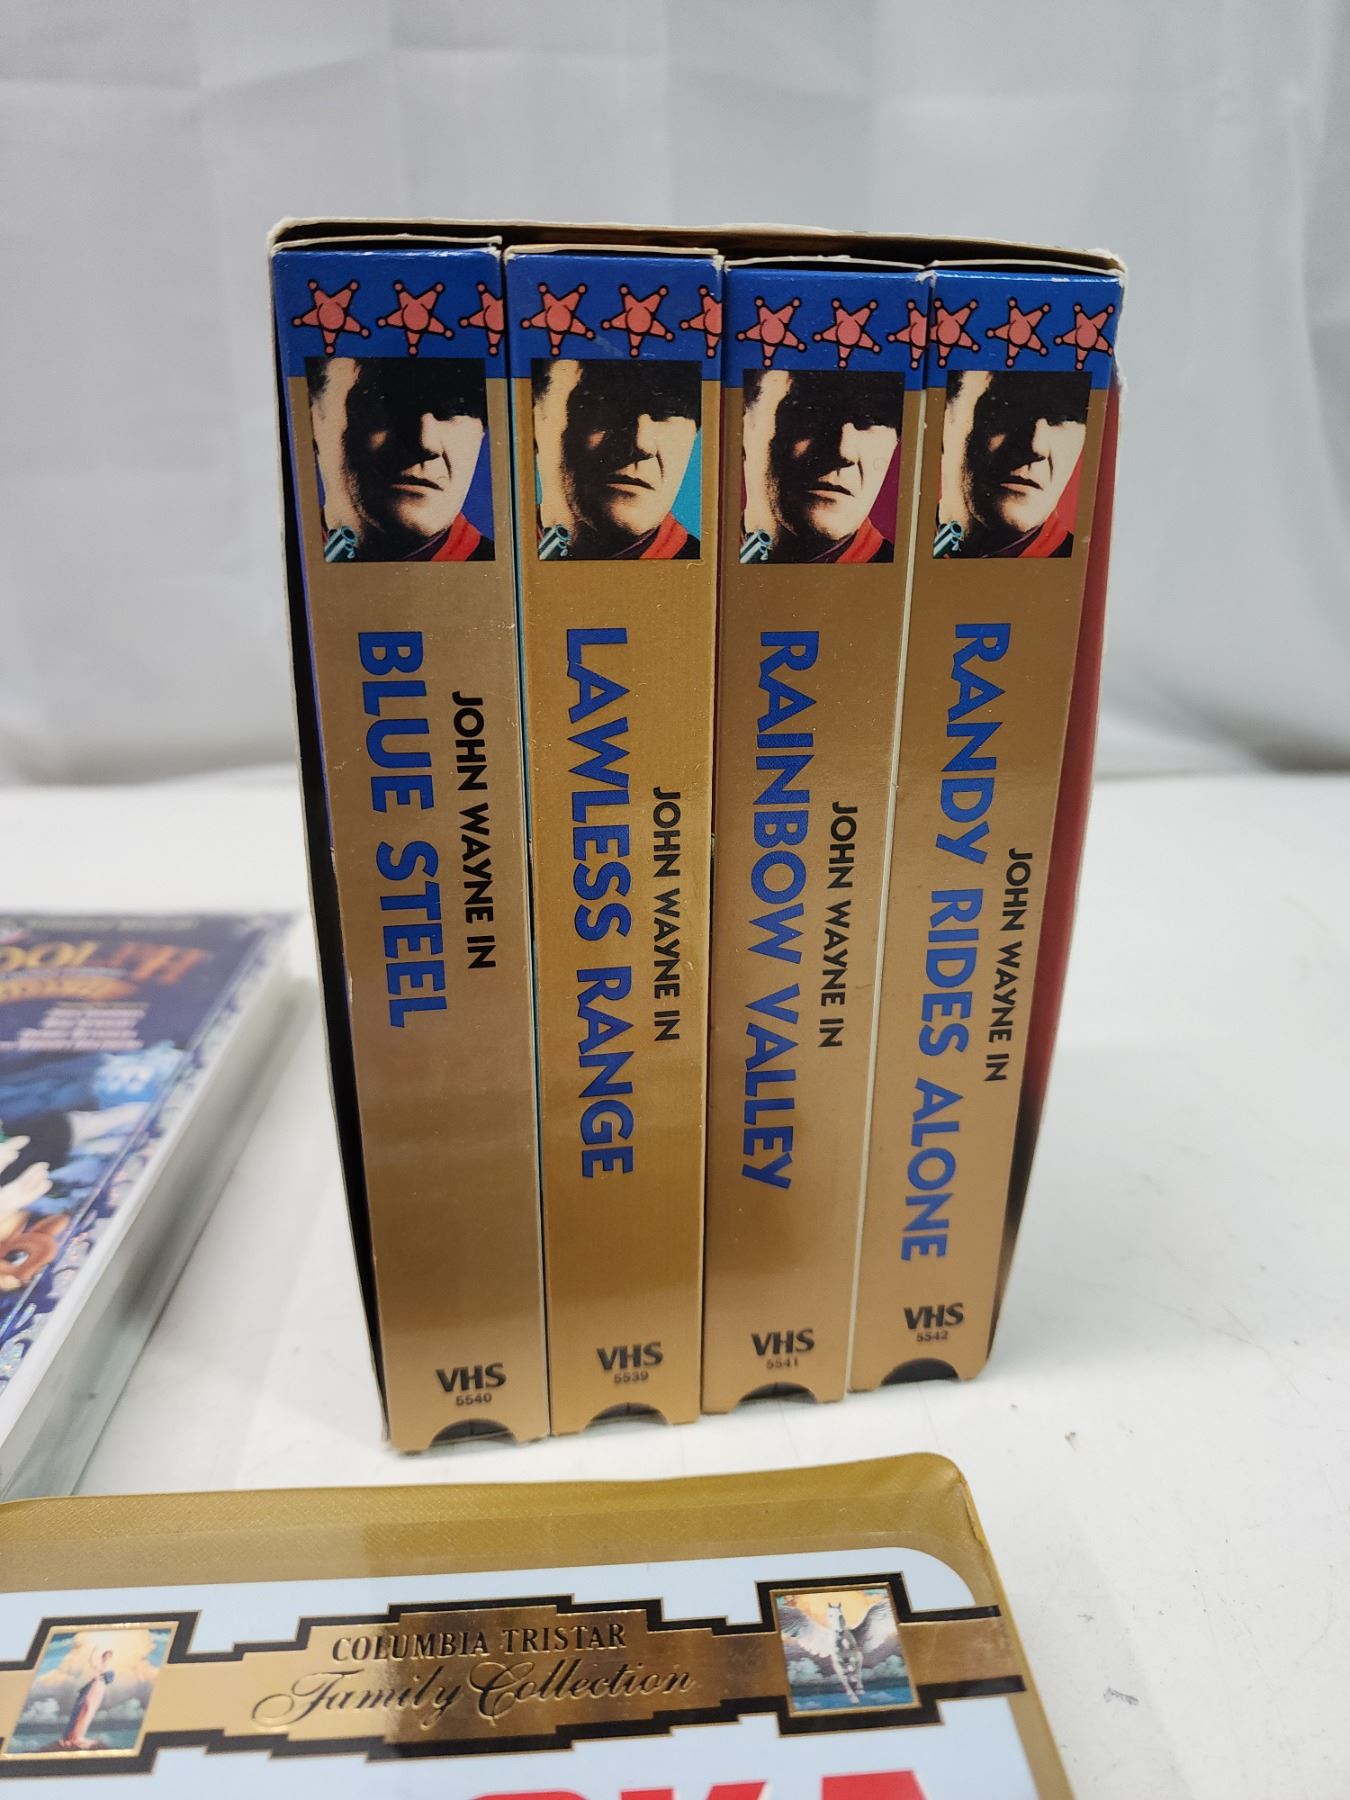 JOHN WAYNE IN
BLUE STEEL
VHS
5540
JOHN WAYNE IN
LAWLESS RANGE
VHS
5539
JOHN WAYNE IN
RAINBOW VALLEY
VHS
5541
JOHN WAYNE IN
RANDY RIDES ALONE
VHS
5542
COLUMBIA TRISTAR
Family Collection